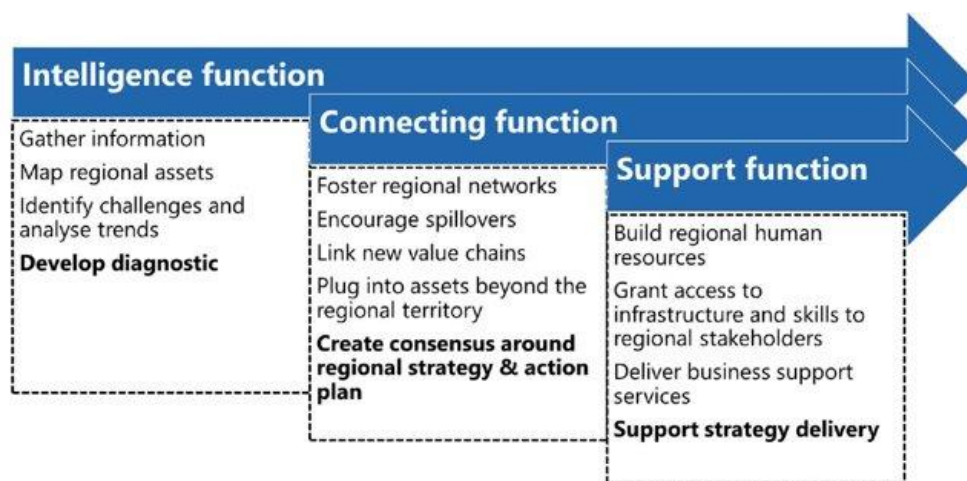 Intelligence function
Gather information
Map regional assets
Identify challenges and
analyse trends
Develop diagnostic
Connecting function
Foster regional networks
Encourage spillovers
Link new value chains
Plug into assets beyond the
regional territory
Create consensus around
regional strategy & action
plan
Support function
Build regional human
resources
Grant access to
infrastructure and skills to
regional stakeholders
Deliver business support
services
Support strategy delivery